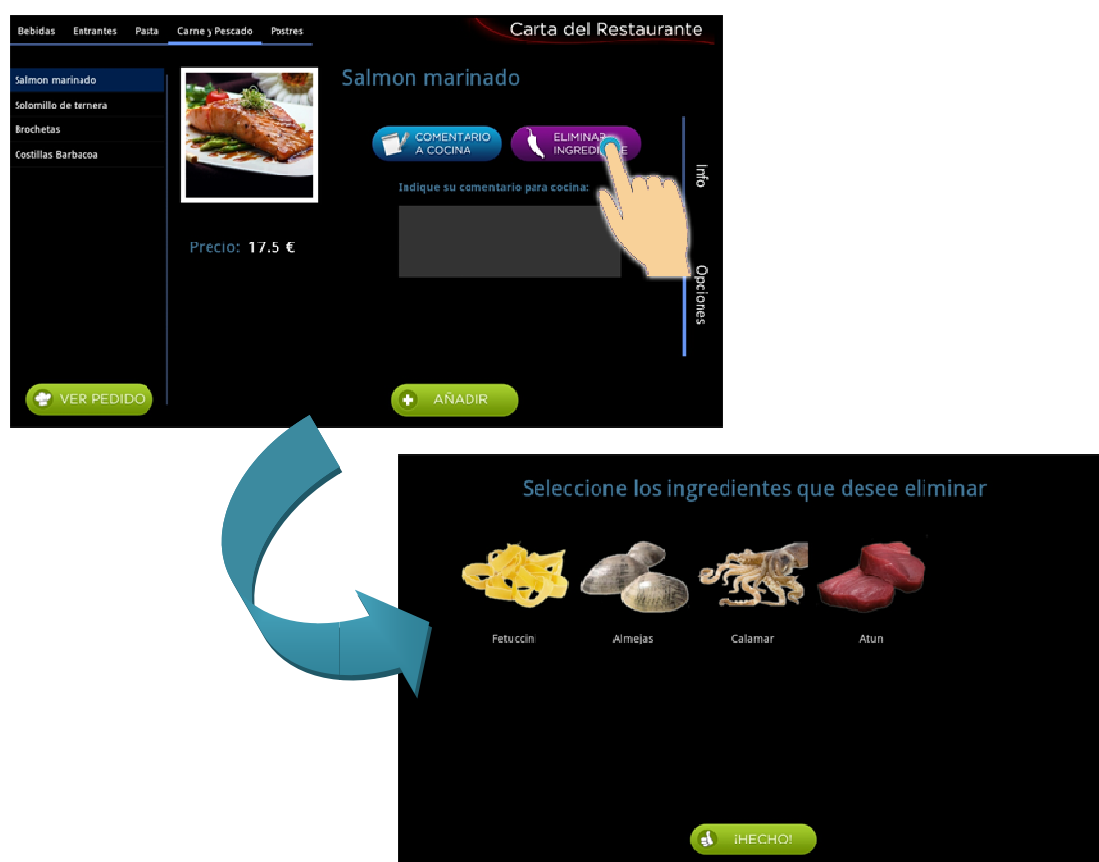 Bebidas Entrantes Pasta Carne y Pescado Postres
Carta del Restaurante
Salmon marinado
Solomillo de ternera
Brochetas
Costillas Barbacoa
Precio: 17.5 €
Salmon marinado
COMENTARIO
A COCINA
ELIMINAR
Indique su comentario para cocina:
Info
Opciones
VER PEDIDO
AÑADIR
Seleccione los ingredientes que desee eliminar
Fetuccini Almejas Calamar Atun
¡HECHO!